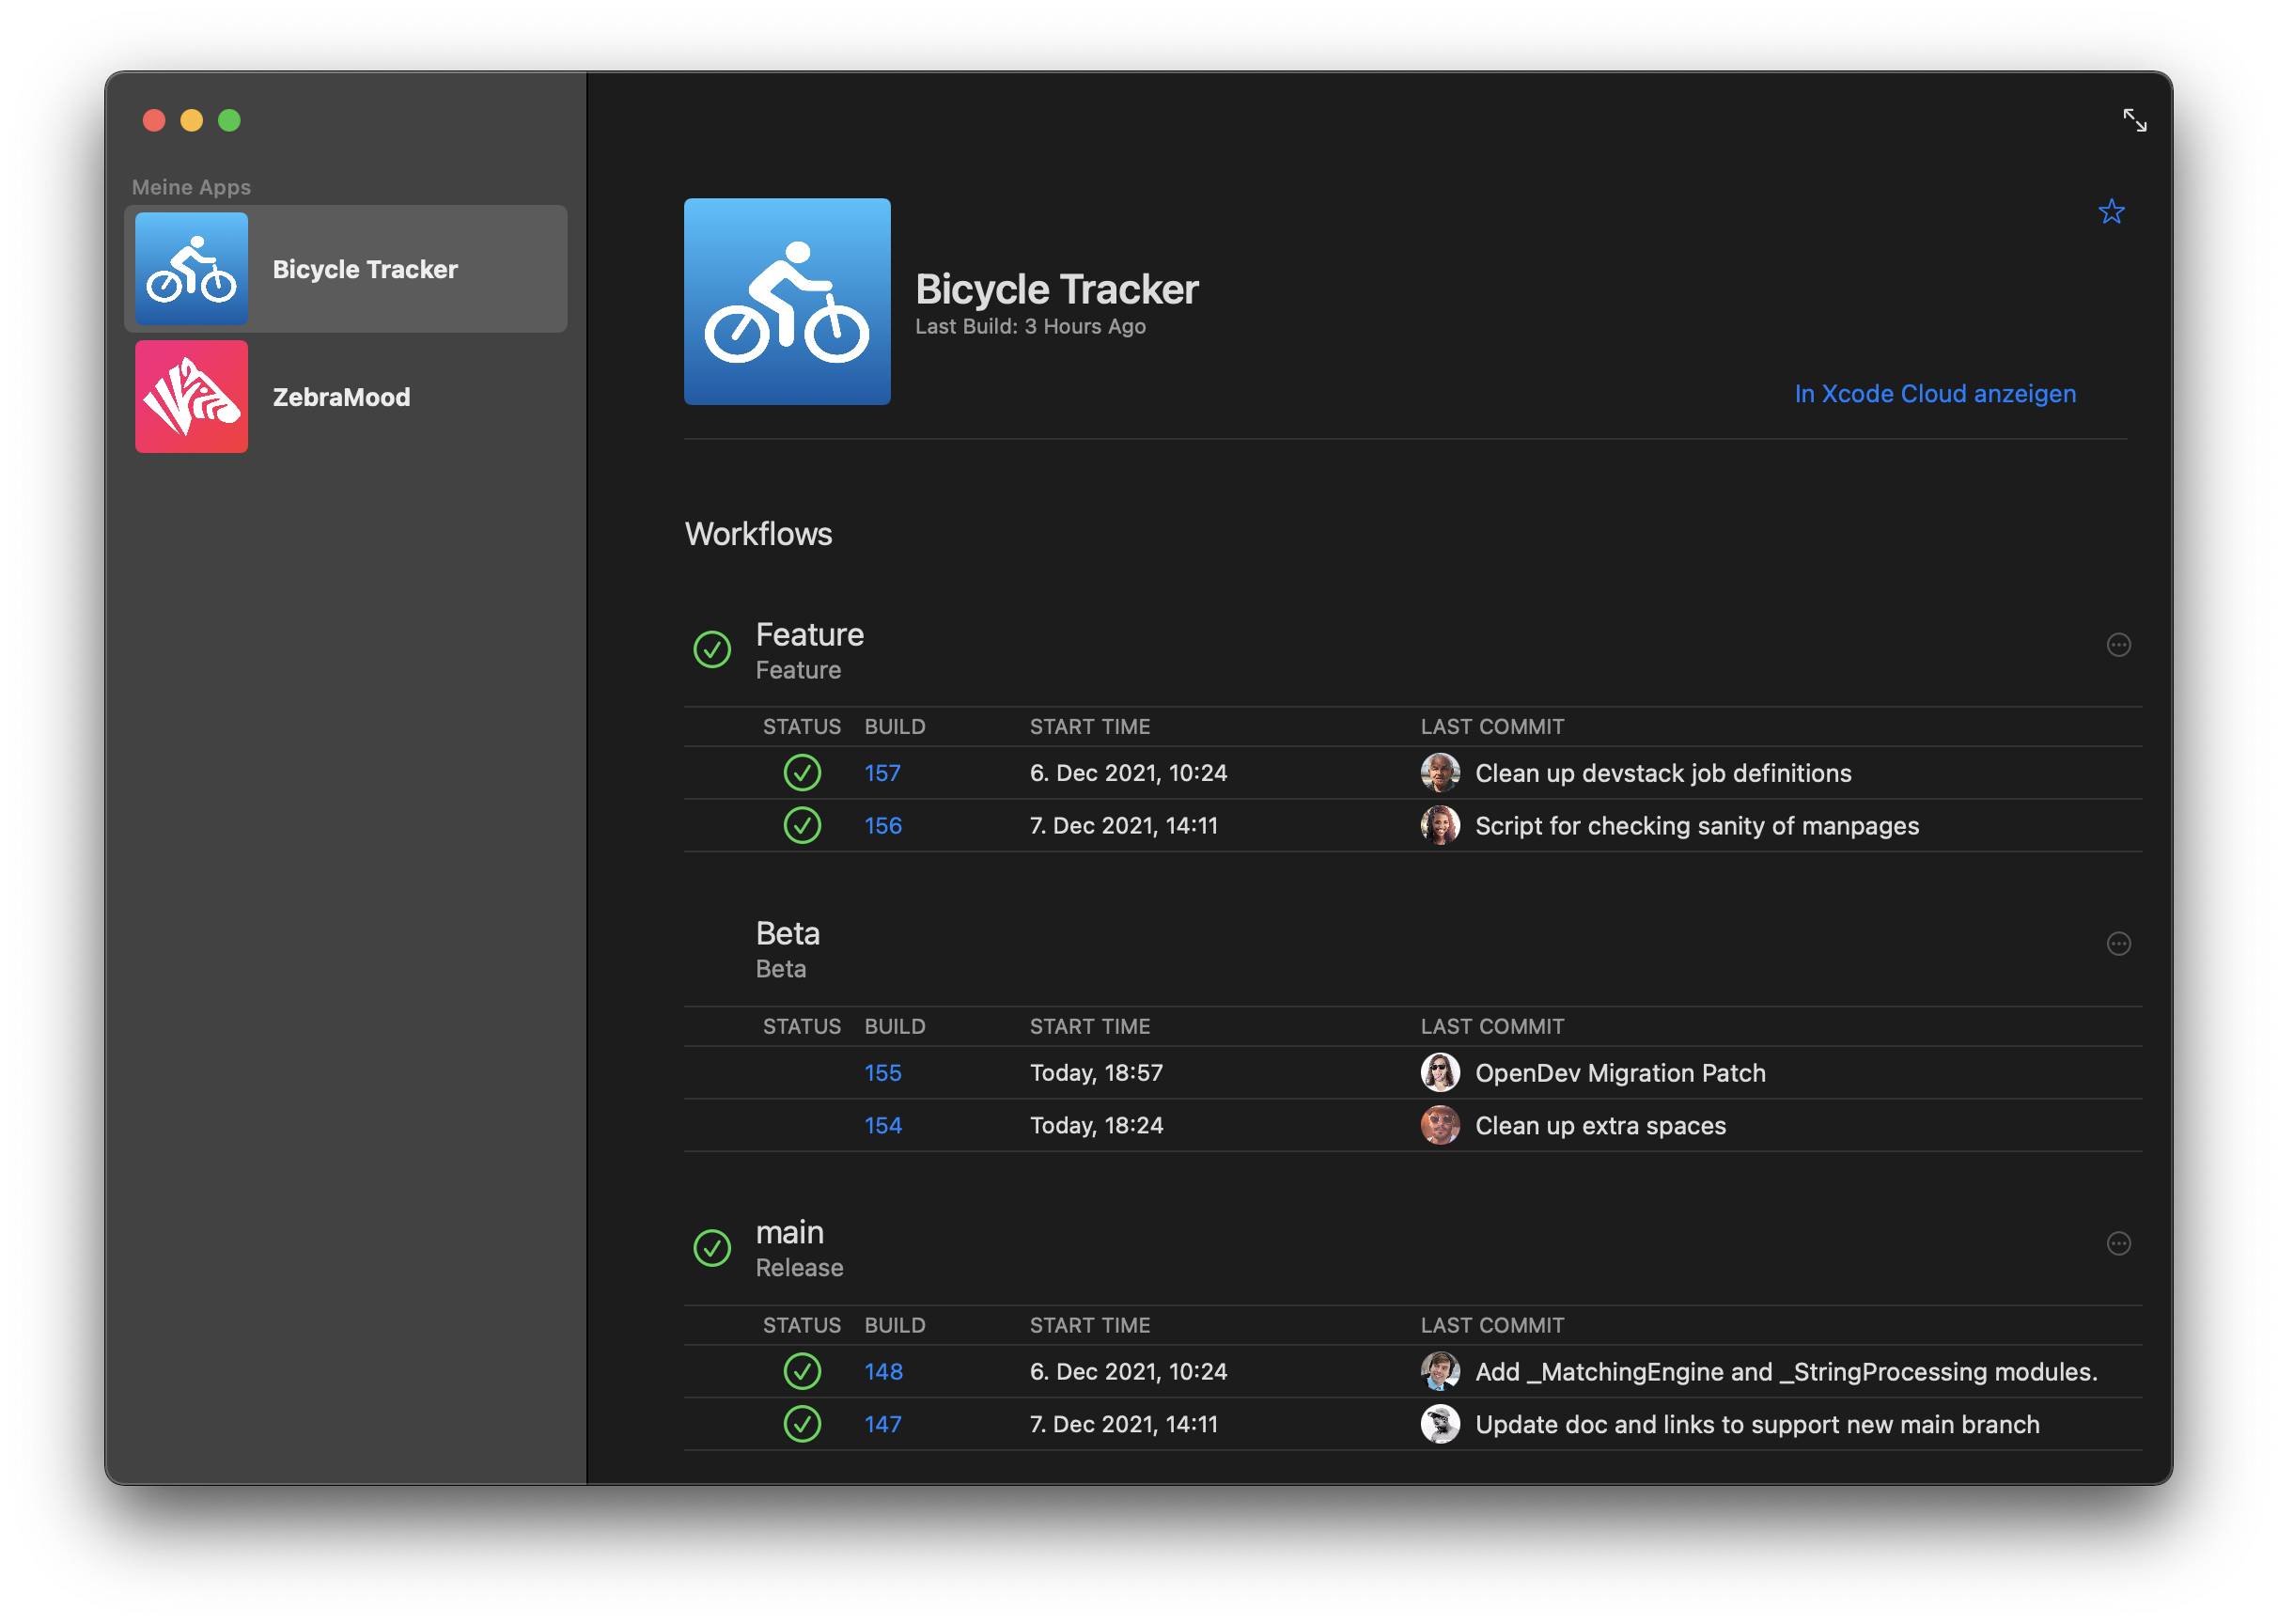 Meine Apps
Bicycle Tracker
ZebraMood
Bicycle Tracker
Last Build: 3 Hours Ago
In Xcode Cloud anzeigen
Workflows
Feature
Feature
STATUS BUILD START TIME LAST COMMIT
157 6. Dec 2021, 10:24 Clean up devstack job definitions
156 7. Dec 2021, 14:11 Script for checking sanity of manpages
Beta
Beta
STATUS BUILD START TIME LAST COMMIT
155 Today, 18:57 OpenDev Migration Patch
154 Today, 18:24 Clean up extra spaces
main
Release
STATUS BUILD START TIME LAST COMMIT
148 6. Dec 2021, 10:24 Add _MatchingEngine and _StringProcessing modules.
147 7. Dec 2021, 14:11 Update doc and links to support new main branch